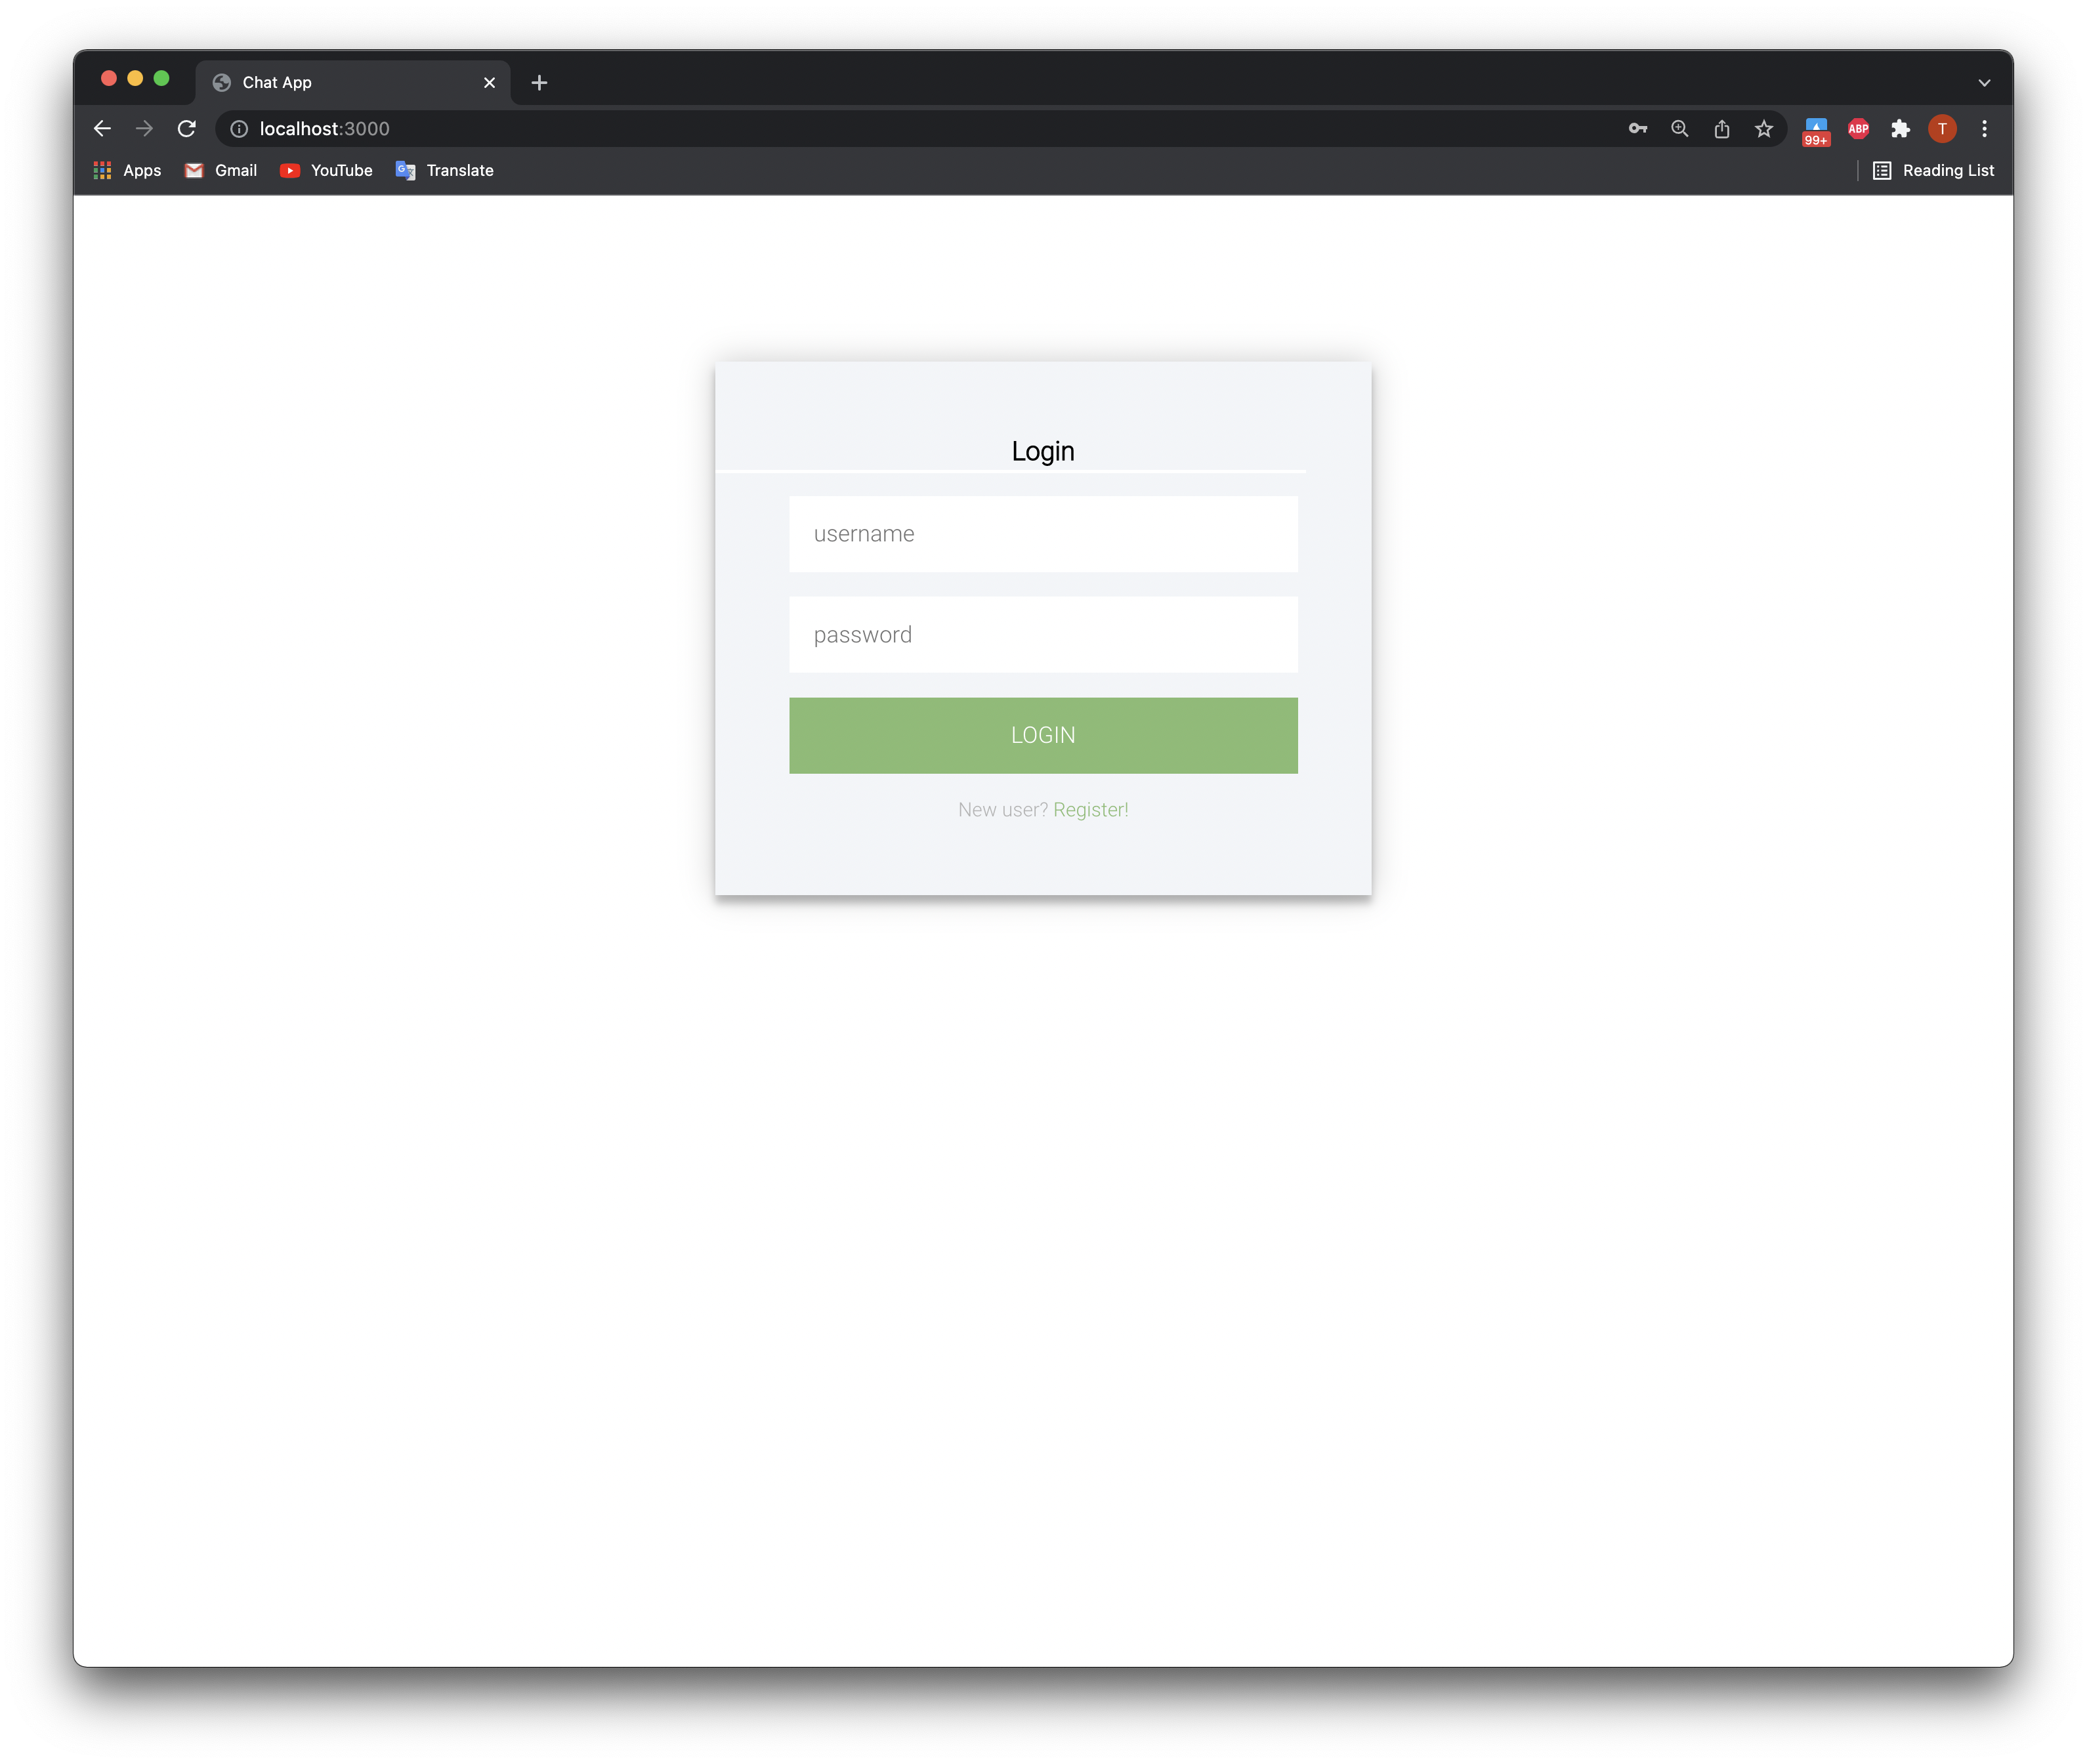 Chat App
localhost:3000
99+
ABP
T
Apps Gmail YouTube Translate Reading List
Login
username
password
LOGIN
New user? Register!